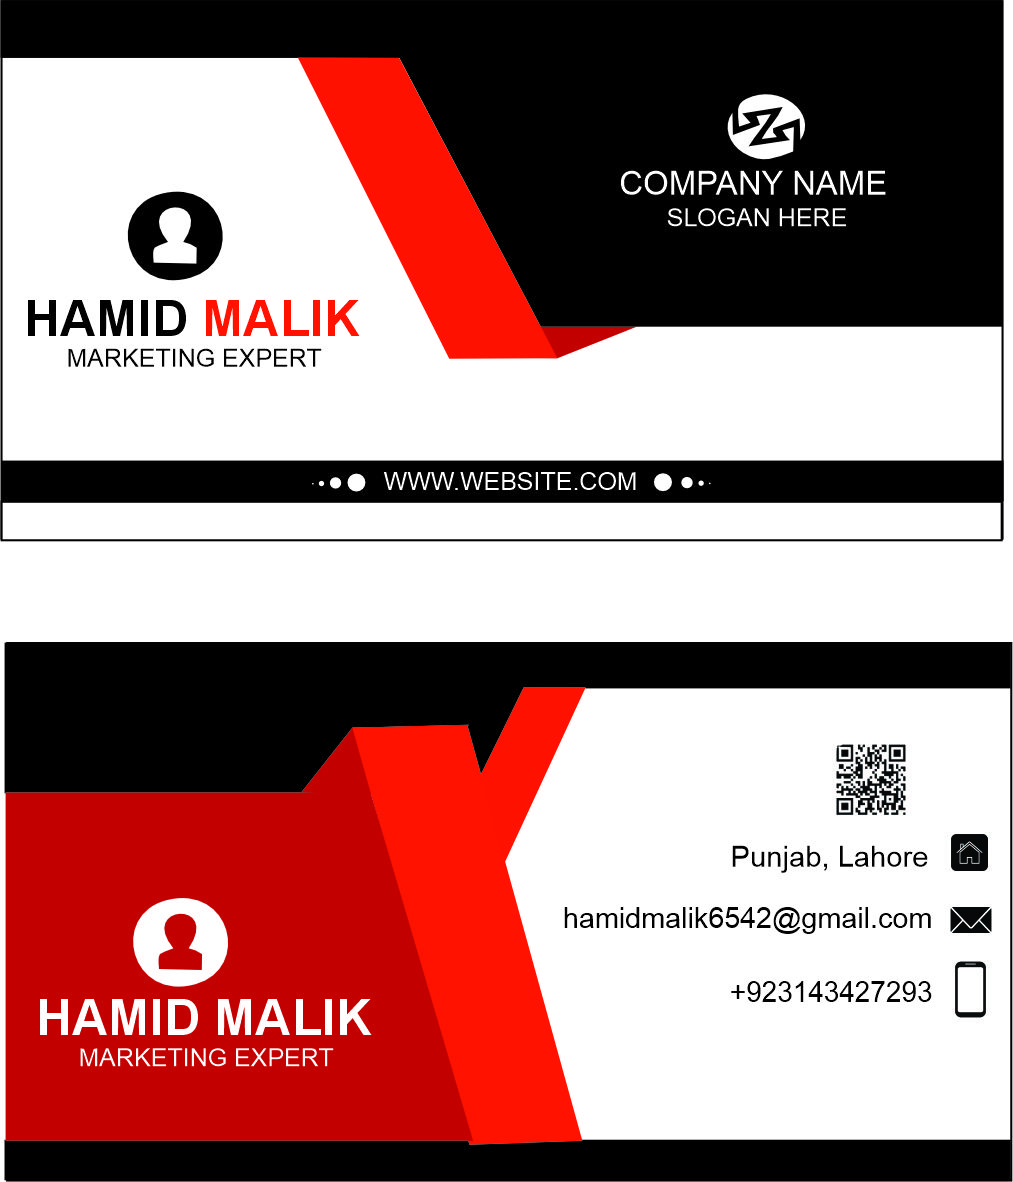 COMPANY NAME
SLOGAN HERE
HAMID MALIK
MARKETING EXPERT
WWW.WEBSITE.COM
Punjab, Lahore
hamidmalik6542@gmail.com
+923143427293
HAMID MALIK
MARKETING EXPERT